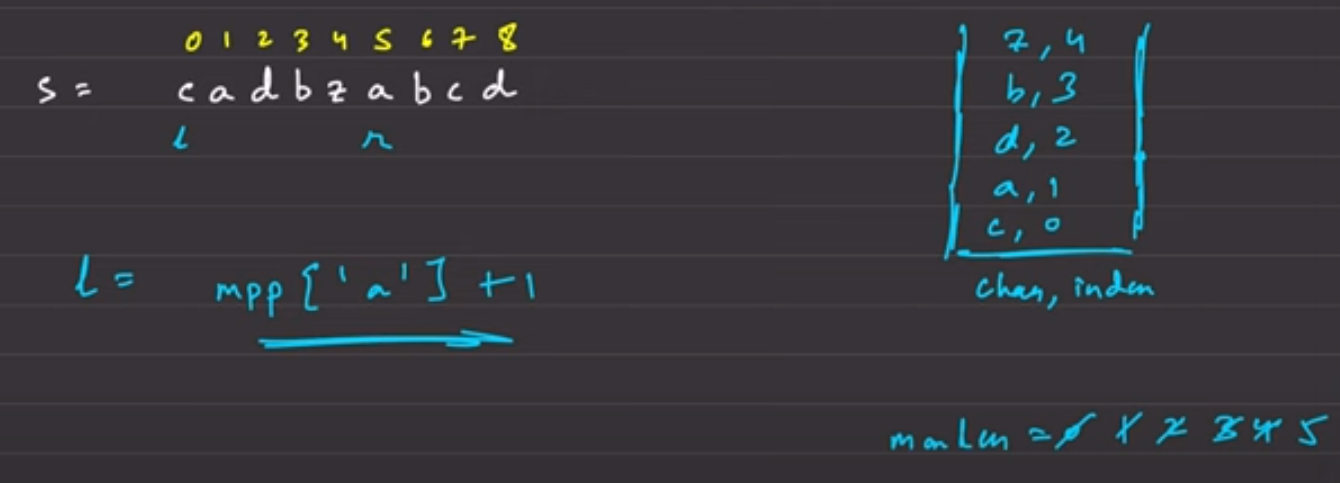 0 1 2 3 4 5 6 7 8
s = c a d b z a b c d
l r
z, 4
b, 3
d, 2
a, 1
c, 0
char, index
l = mpp ['a'] +1
maxLen = 0 1 2 3 4 5